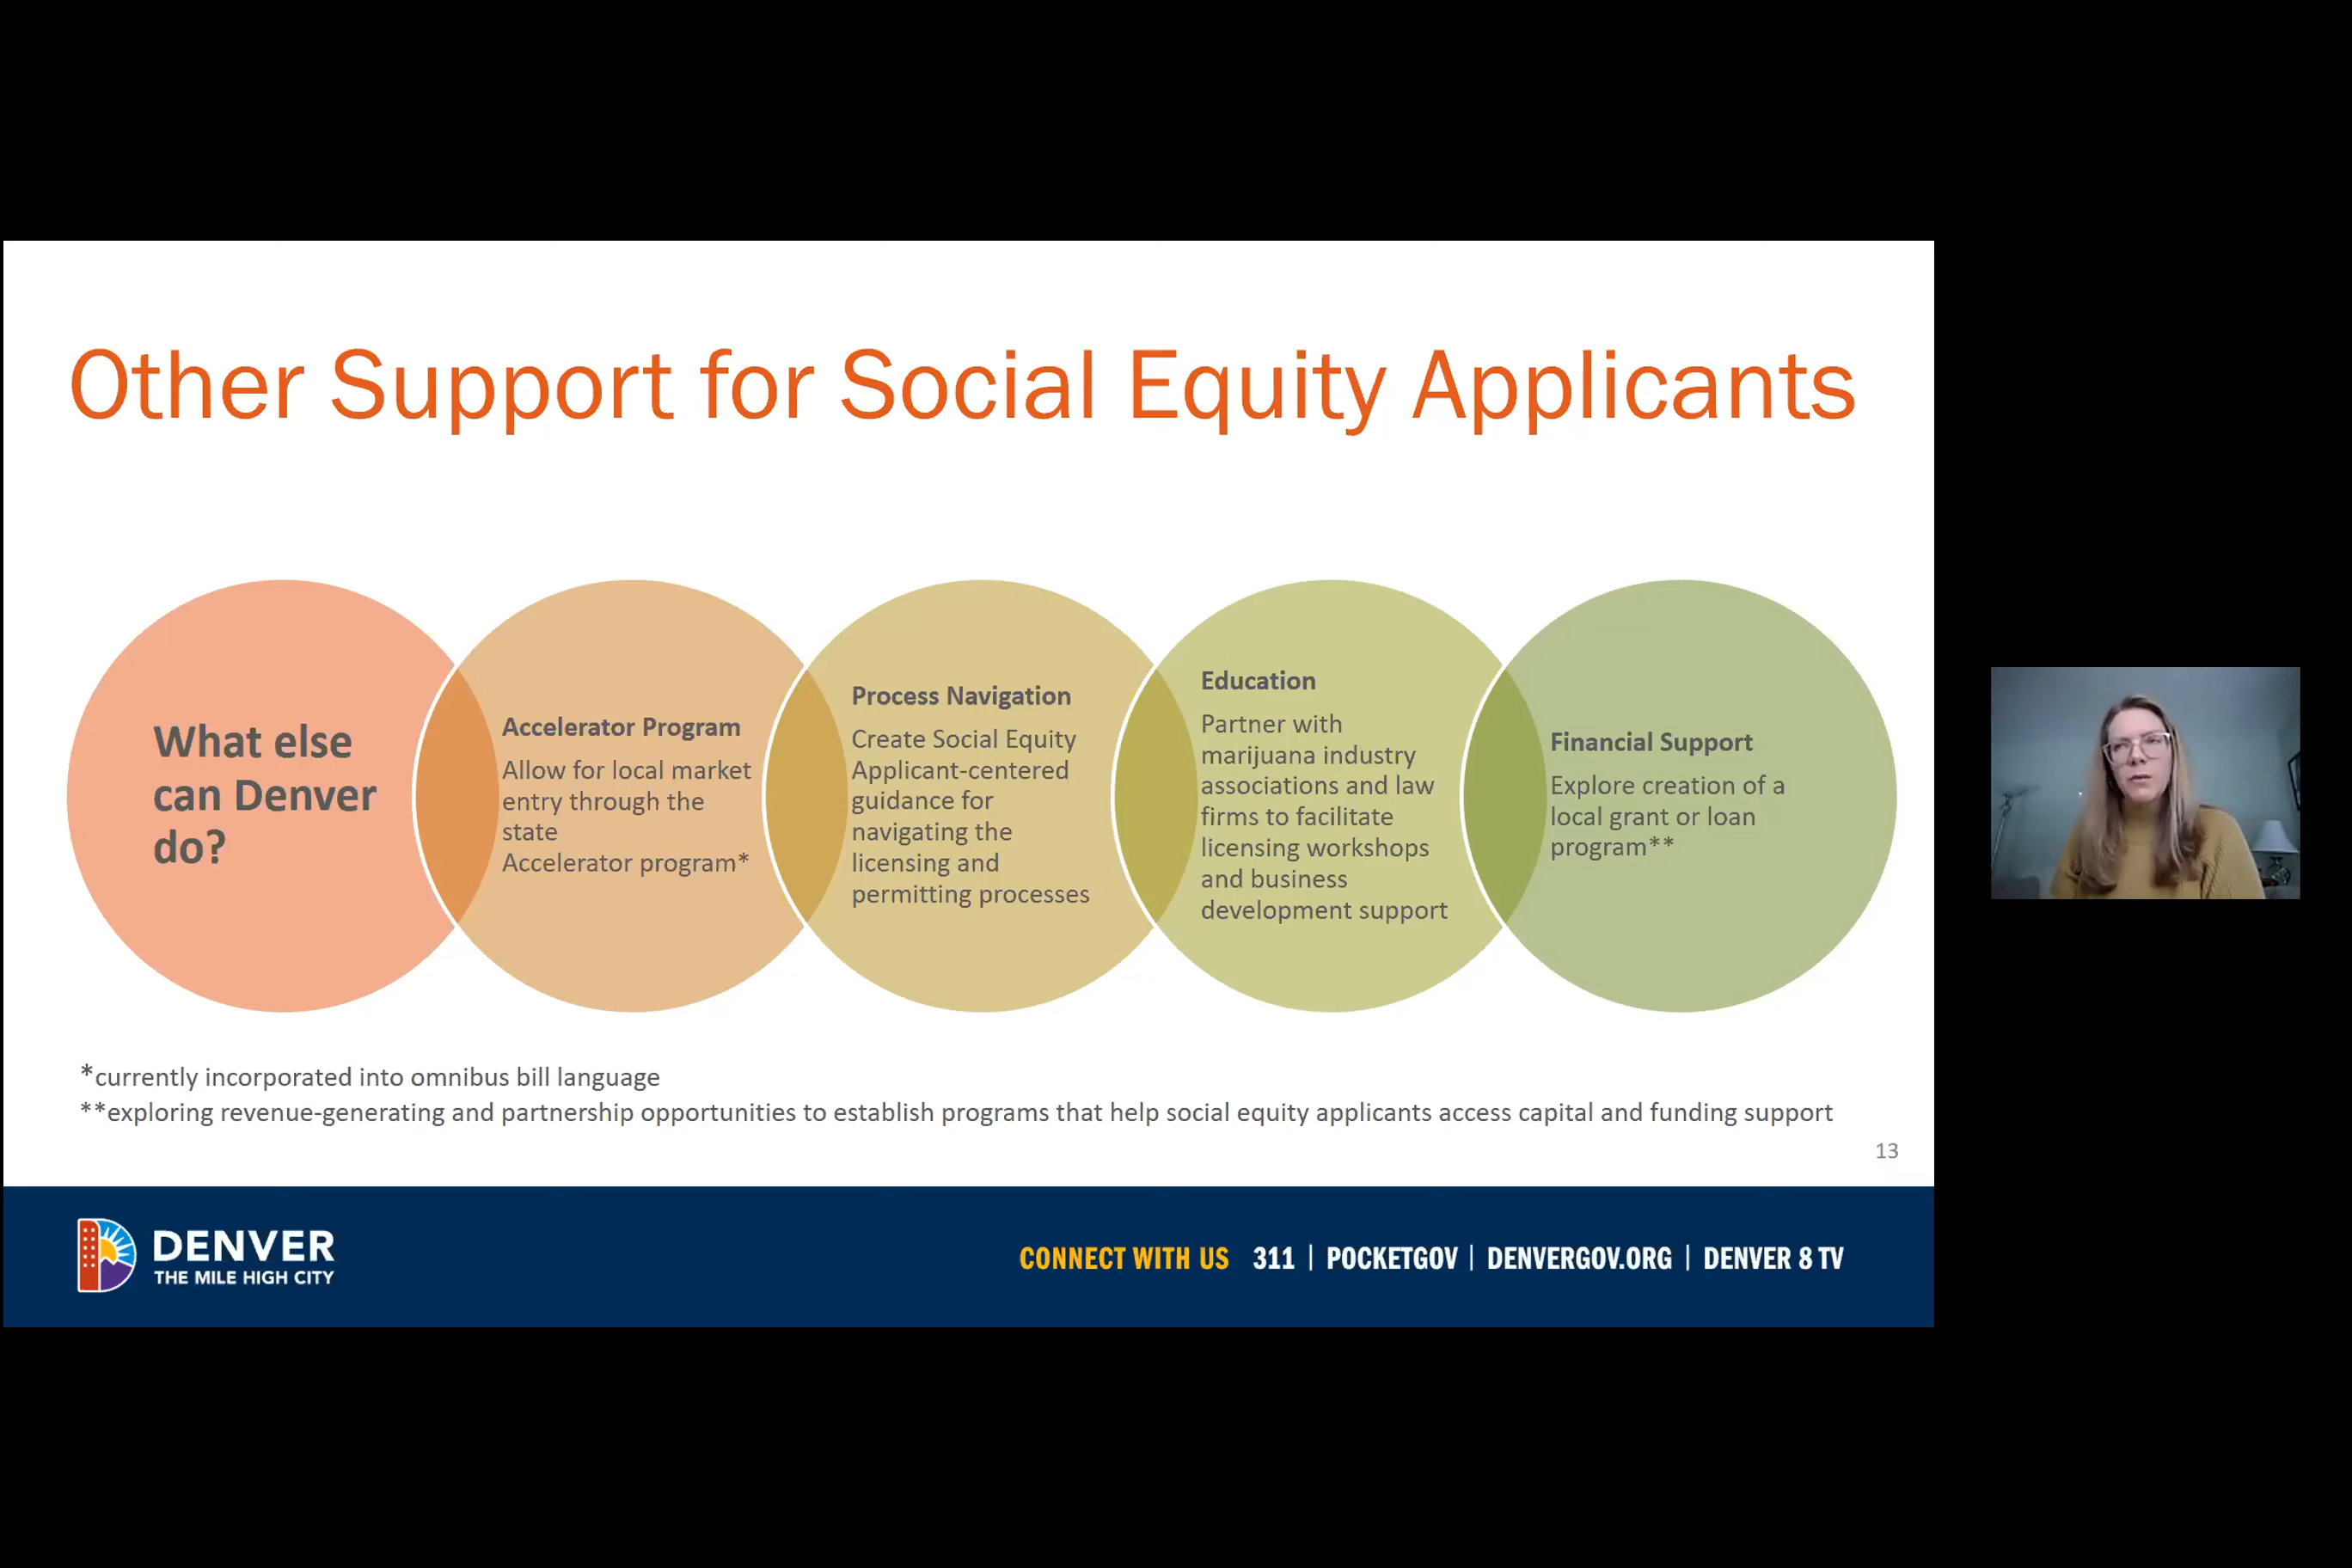 Other Support for Social Equity Applicants
What else
can Denver
do?
Accelerator Program
Allow for local market
entry through the
state
Accelerator program*
Process Navigation
Create Social Equity
Applicant-centered
guidance for
navigating the
licensing and
permitting processes
Education
Partner with
marijuana industry
associations and law
firms to facilitate
licensing workshops
and business
development support
Financial Support
Explore creation of a
local grant or loan
program**
*currently incorporated into omnibus bill language
**exploring revenue-generating and partnership opportunities to establish programs that help social equity applicants access capital and funding support
13
DENVER
THE MILE HIGH CITY
CONNECT WITH US 311 | POCKETGOV | DENVERGOV.ORG | DENVER 8 TV